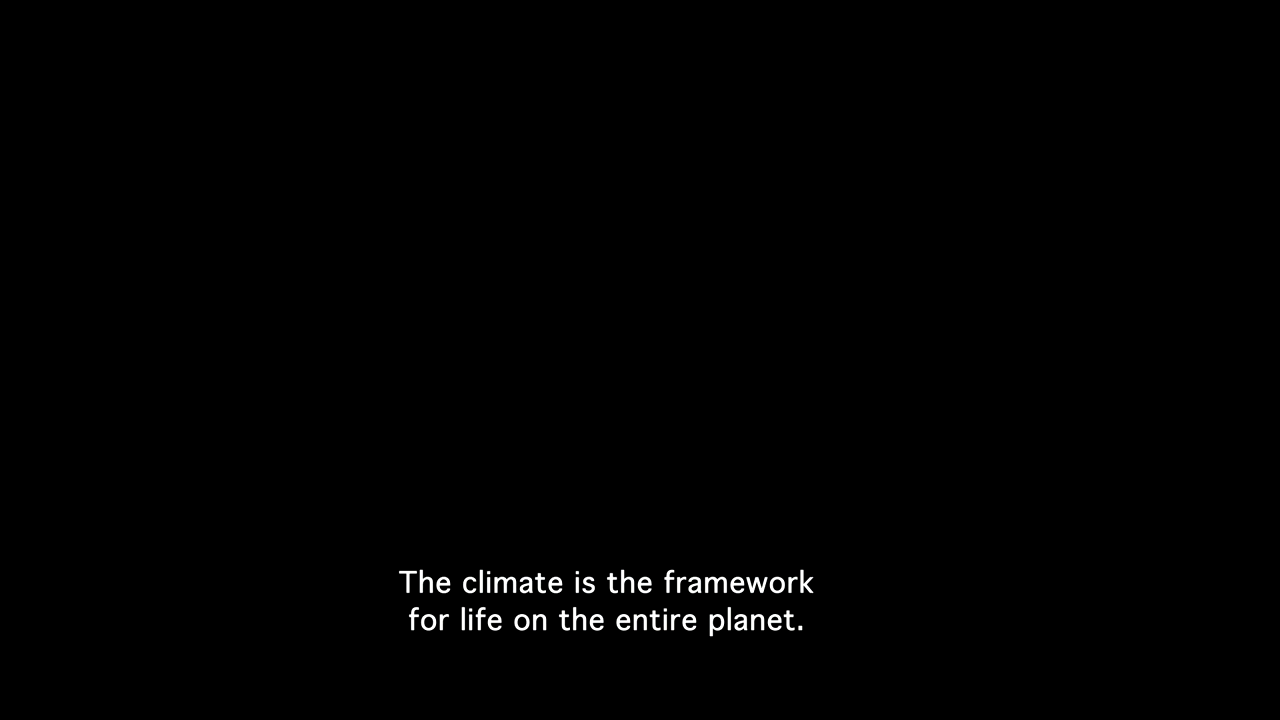 The climate is the framework
for life on the entire planet.